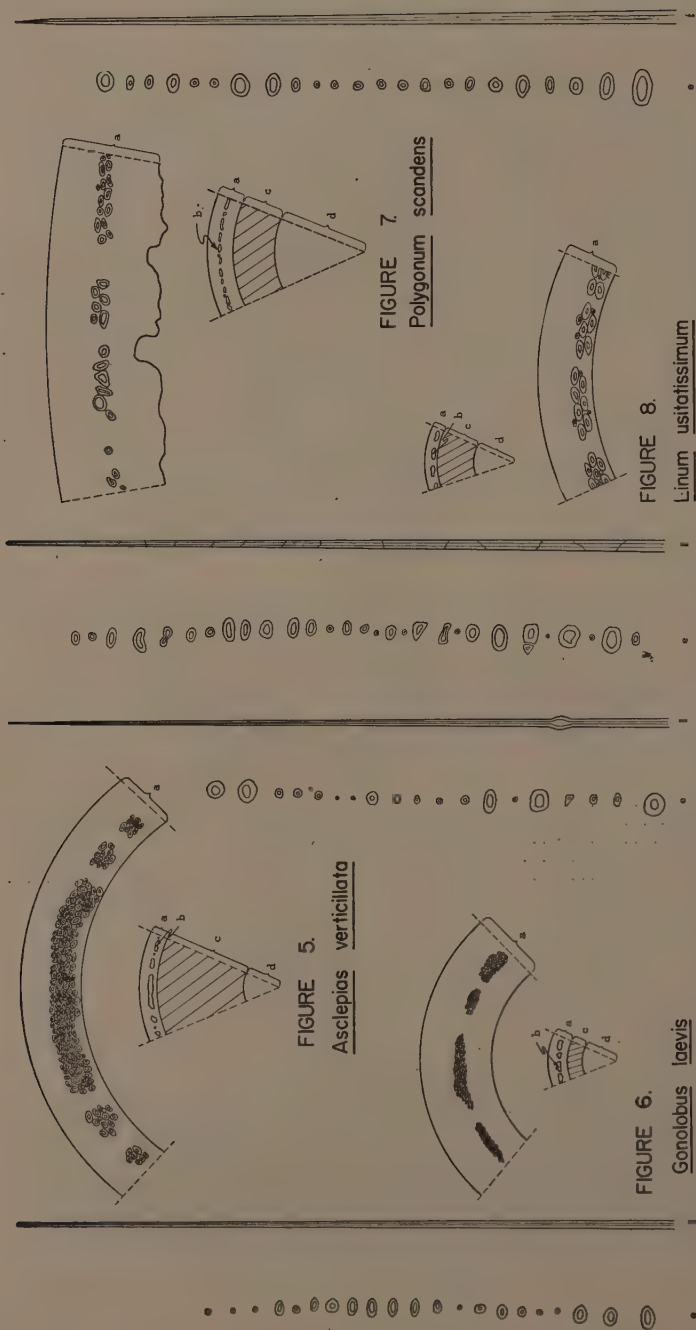 a
FIGURE 5.
Asclepias verticillata
a
b
c
d
a
FIGURE 6.
Gonolobus laevis
b
a
c
d
a
FIGURE 7.
Polygonum scandens
b
a
c
d
a
FIGURE 8.
Linum usitatissimum
a
b
c
d